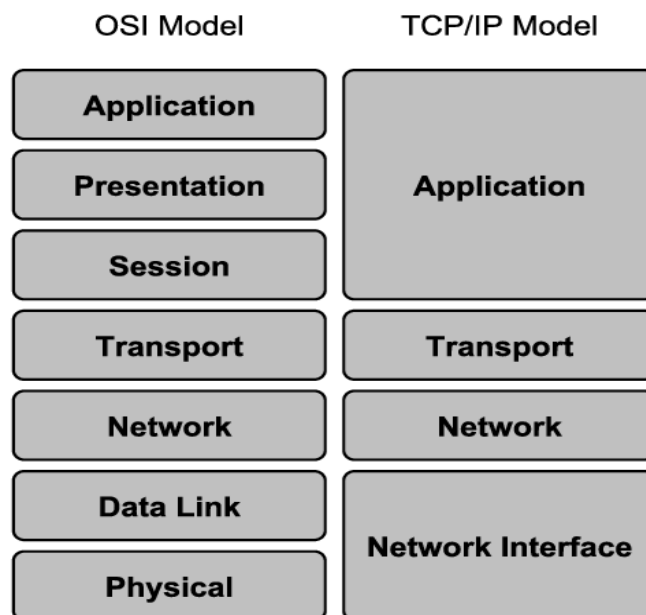 OSI Model
TCP/IP Model
Application
Presentation
Session
Transport
Network
Data Link
Physical
Application
Transport
Network
Network Interface